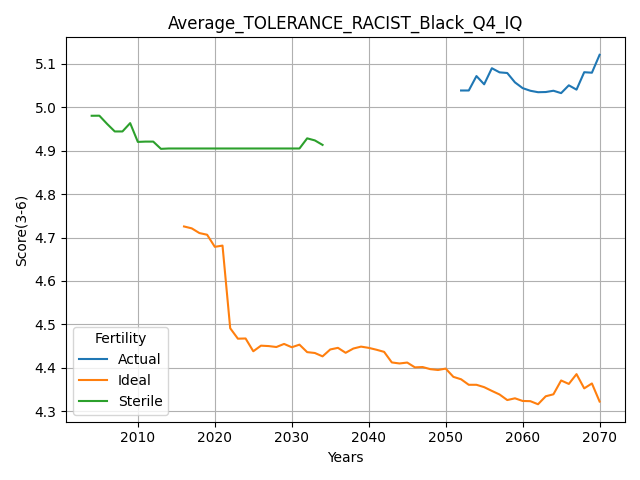 Average_TOLERANCE_RACIST_Black_Q4_IQ
Score(3-6)
5.1
5.0
4.9
4.8
4.7
4.6
4.5
4.4
4.3
Fertility
Actual
Ideal
Sterile
2010 2020 2030 2040 2050 2060 2070
Years